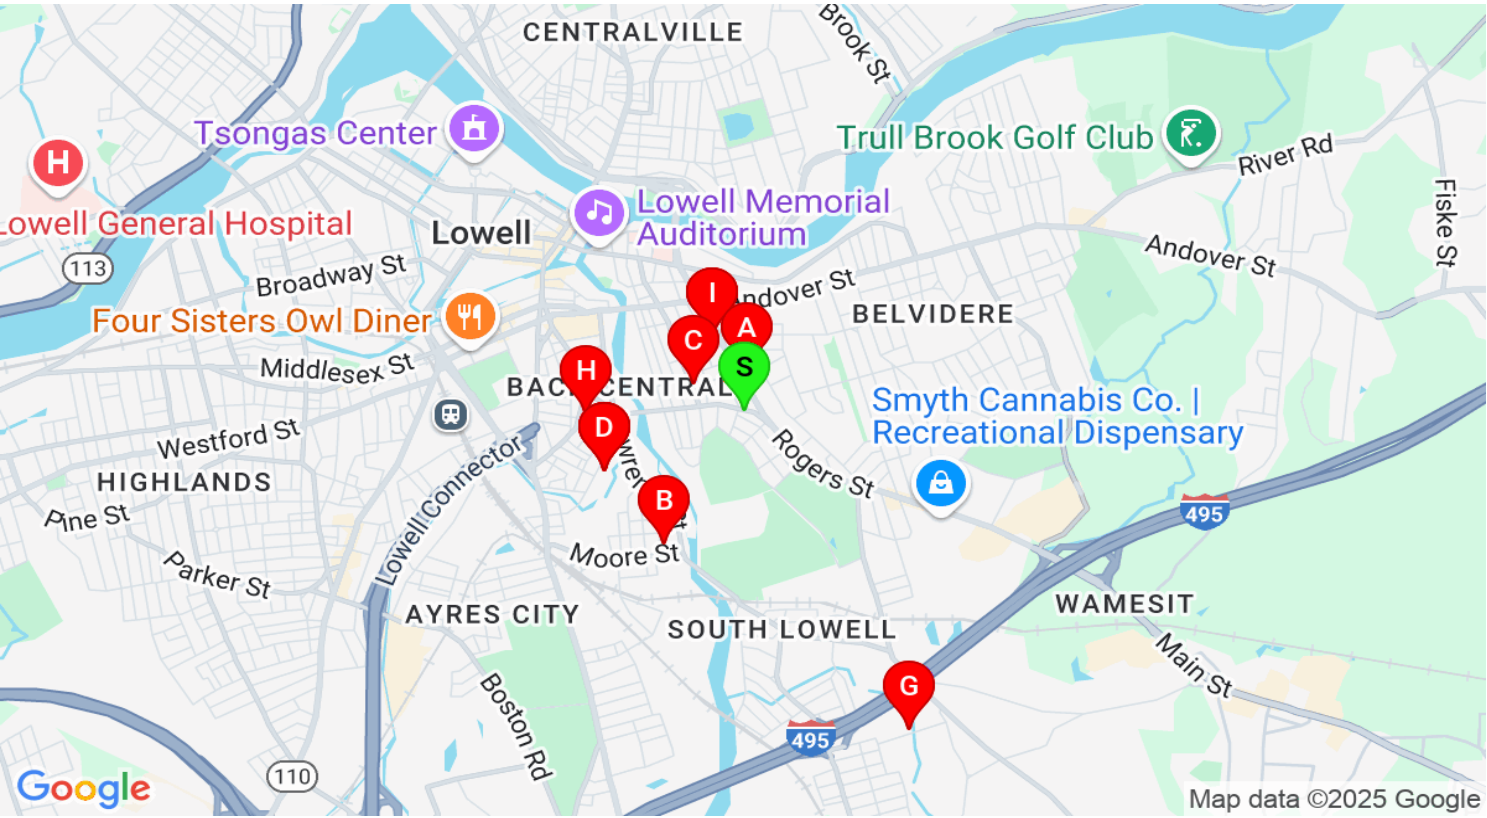 CENTRALVILLE
Brook St
Tsongas Center
Trull Brook Golf Club
River Rd
H
Lowell General Hospital
Lowell Memorial
Auditorium
Lowell
Fiske St
Andover St
113
Broadway St
Andover St
I
BELVIDERE
Four Sisters Owl Diner
A
C
Middlesex St
S
H
BACK CENTRAL
Smyth Cannabis Co. |
Recreational Dispensary
Westford St
D
Rogers St
HIGHLANDS
Lowell Connector
B
Pine St
495
Moore St
Parker St
AYRES CITY
WAMESIT
SOUTH LOWELL
Main St
G
Boston Rd
495
110
Google
Map data ©2025 Google